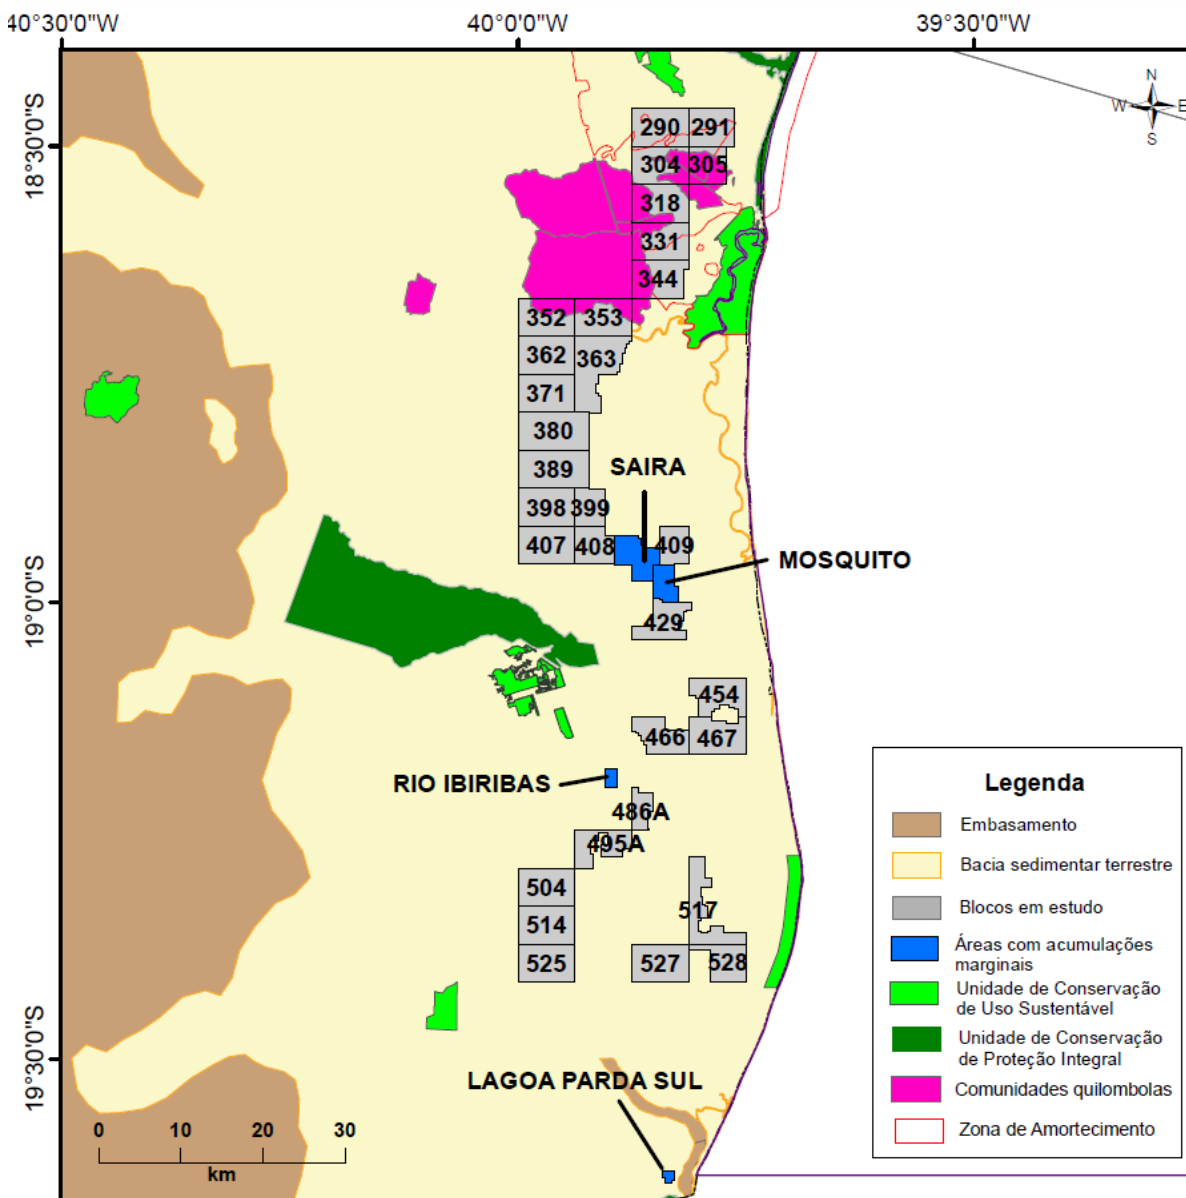 40°30'0"W
40°0'0"W
39°30'0"W
N
W
E
S
18°30'0"S
19°0'0"S
19°30'0"S
290
291
304
305
318
331
344
352
353
362
363
371
380
389
SAIRA
398
399
407
408
409
MOSQUITO
429
454
466
467
RIO IBIRIBAS
486A
495A
504
517
514
525
527
528
LAGOA PARDA SUL
0
10
20
30
km
Legenda
Embasamento
Bacia sedimentar terrestre
Blocos em estudo
Áreas com acumulações
marginais
Unidade de Conservação
de Uso Sustentável
Unidade de Conservação
de Proteção Integral
Comunidades quilombolas
Zona de Amortecimento